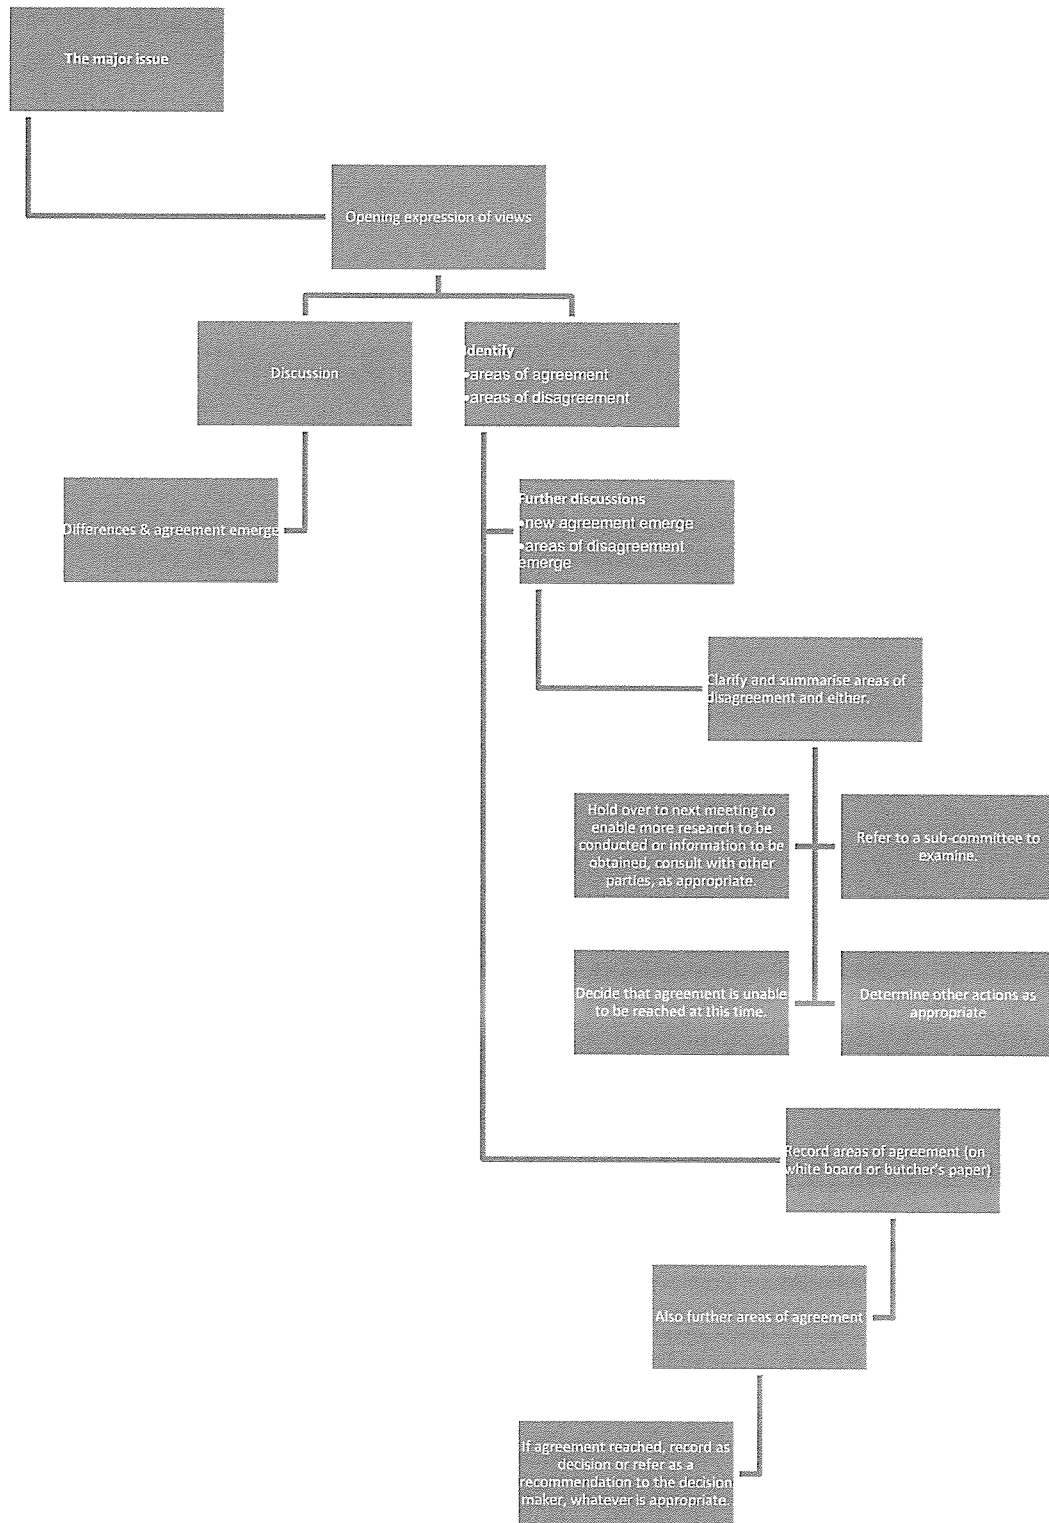 The major issue
Opening expression of views
Discussion
Identify
•areas of agreement
•areas of disagreement
Differences & agreement emerge
Further discussions
•new agreement emerge
•areas of disagreement
emerge
Clarify and summarise areas of
disagreement and either.
Hold over to next meeting to
enable more research to be
conducted or information to be
obtained, consult with other
parties, as appropriate.
Refer to a sub-committee to
examine.
Decide that agreement is unable
to be reached at this time.
Determine other actions as
appropriate
Record areas of agreement (on
white board or butcher's paper)
Also further areas of agreement
If agreement reached, record as
decision or refer as a
recommendation to the decision
maker, whatever is appropriate.